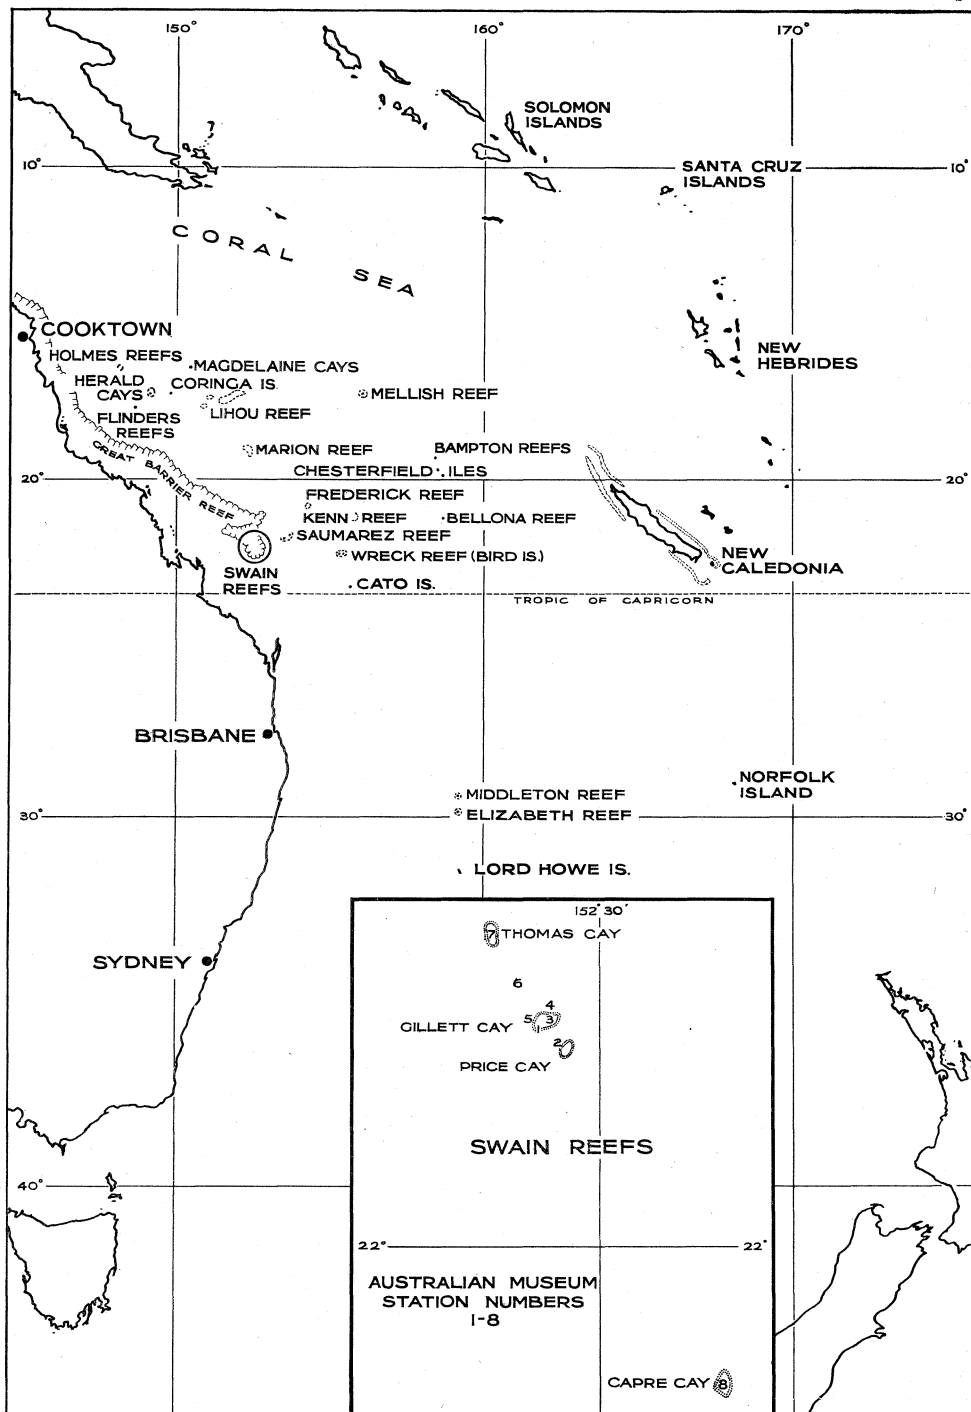 150°
160°
170°
SOLOMON
ISLANDS
10°
SANTA CRUZ
ISLANDS
10°
CORAL SEA
COOKTOWN
NEW
HEBRIDES
HOLMES REEFS
MAGDELAINE CAYS
HERALD
CAYS
CORINGA IS.
MELLISH REEF
LIHOU REEF
FLINDERS
REEFS
GREAT BARRIER REEF
MARION REEF
BAMPTON REEFS
CHESTERFIELD ILES
20°
20°
FREDERICK REEF
KENN REEF
BELLONA REEF
SAUMAREZ REEF
WRECK REEF (BIRD IS.)
NEW
CALEDONIA
SWAIN
REEFS
CATO IS.
TROPIC OF CAPRICORN
BRISBANE
NORFOLK
ISLAND
MIDDLETON REEF
30°
ELIZABETH REEF
30°
LORD HOWE IS.
152° 30'
7 THOMAS CAY
SYDNEY
6
4
5 3
GILLETT CAY
1
2
PRICE CAY
SWAIN REEFS
40°
40°
22°
22°
AUSTRALIAN MUSEUM
STATION NUMBERS
1-8
CAPRE CAY 8